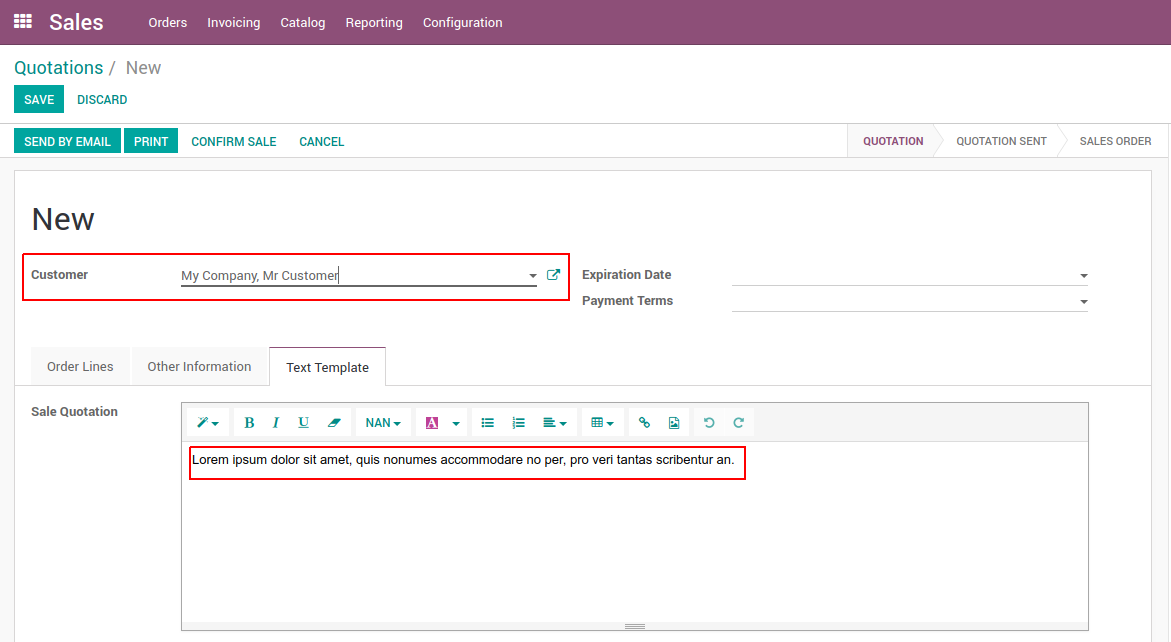 Sales Orders Invoicing Catalog Reporting Configuration
Quotations / New
SAVE DISCARD
SEND BY EMAIL PRINT CONFIRM SALE CANCEL QUOTATION QUOTATION SENT SALES ORDER
New
Customer My Company, Mr Customer Expiration Date
Payment Terms
Order Lines Other Information Text Template
Sale Quotation B I U NAN A
Lorem ipsum dolor sit amet, quis nonumes accommodare no per, pro veri tantas scribentur an.